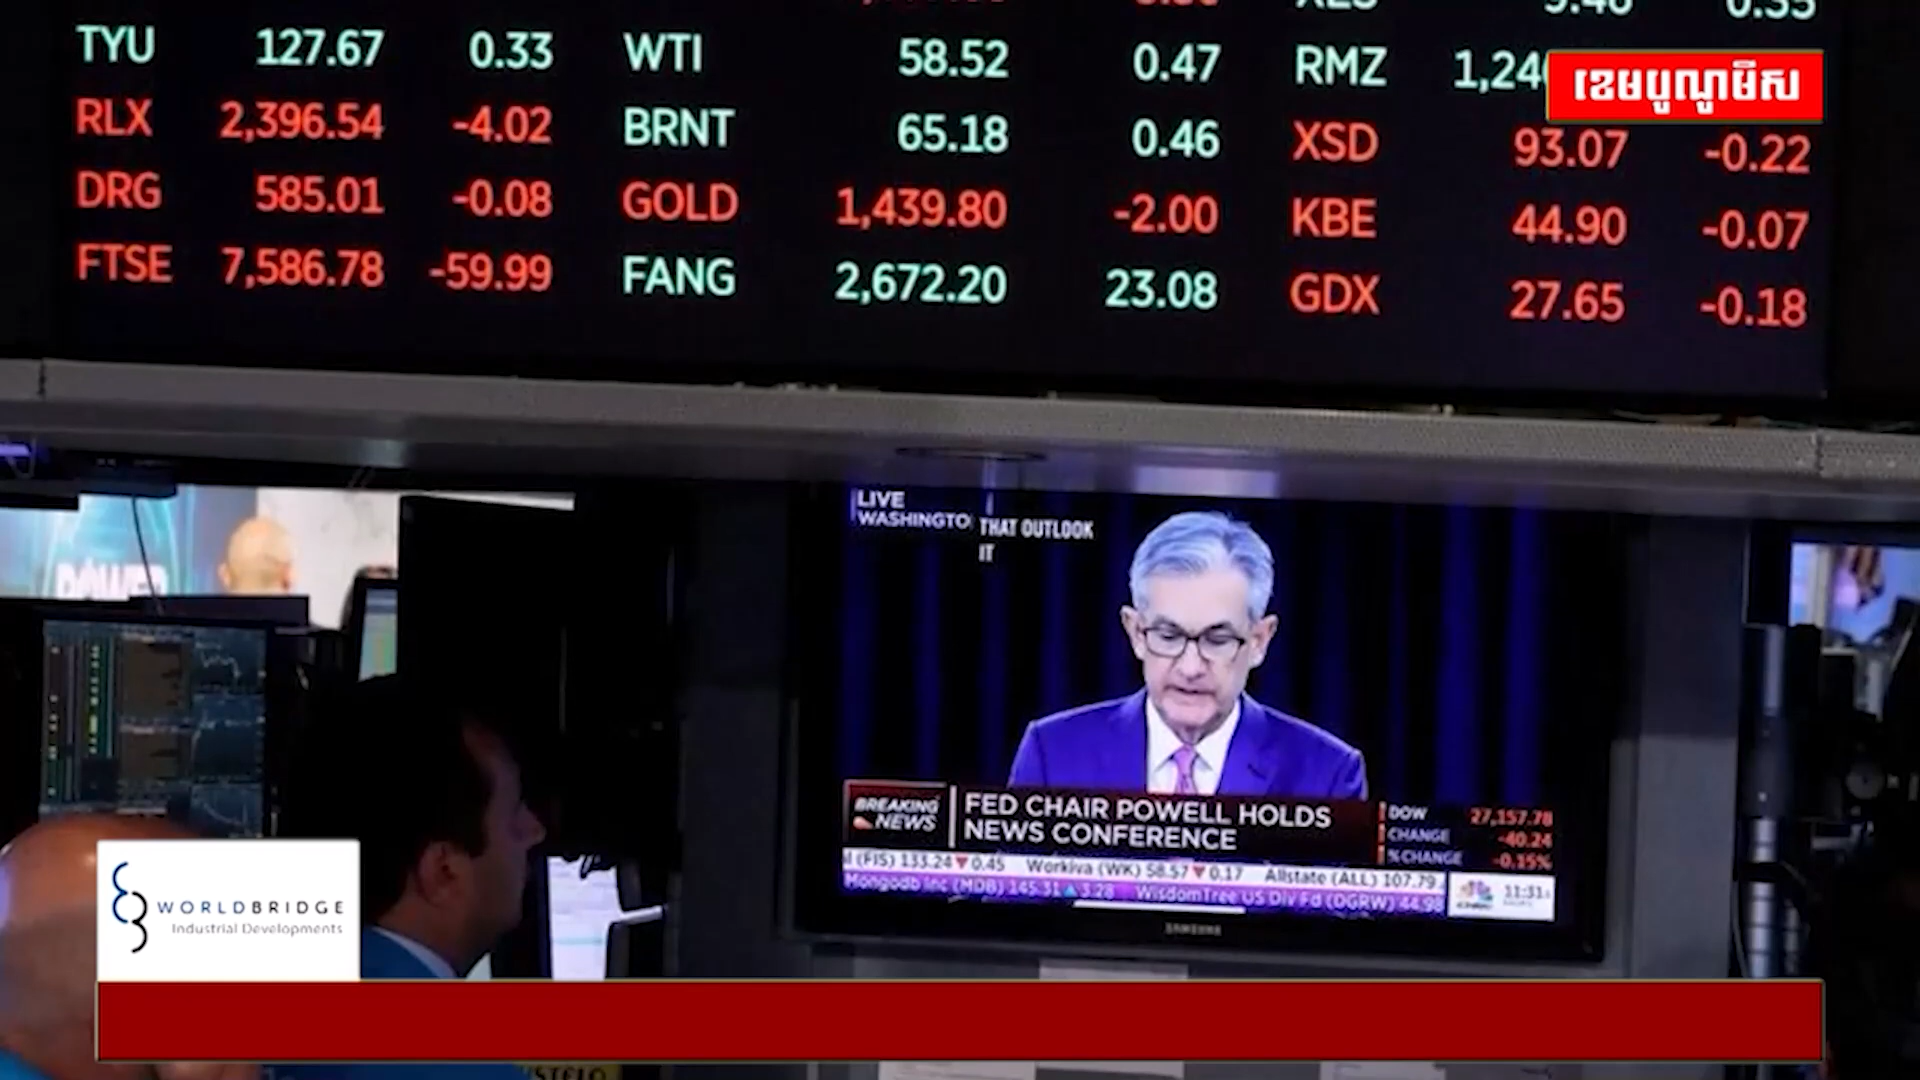 TYU 127.67 0.33 WTI 58.52 0.47 RMZ
RLX 2,396.54 -4.02 BRNT 65.18 0.46 XSD 93.07 -0.22
DRG 585.01 -0.08 GOLD 1,439.80 -2.00 KBE 44.90 -0.07
FTSE 7,586.78 -59.99 FANG 2,672.20 23.08 GDX 27.65 -0.18
ខេមបូណូមីស
LIVE
WASHINGTO
THAT OUTLOOK
IT
BREAKING
NEWS
FED CHAIR POWELL HOLDS
NEWS CONFERENCE
DOW 27,157.78
CHANGE -40.24
% CHANGE -0.15%
(FIS) 133.24 ▼ 0.45 Workiva (WK) 58.57 ▼ 0.17 Allstate (ALL) 107.79
Mongodb Inc (MDB) 145.31 ▲ 3.28 WisdomTree US Div Fd (DGRW) 44.98
CNBC 11:31
SAMSUNG
WORLDBRIDGE
Industrial Developments